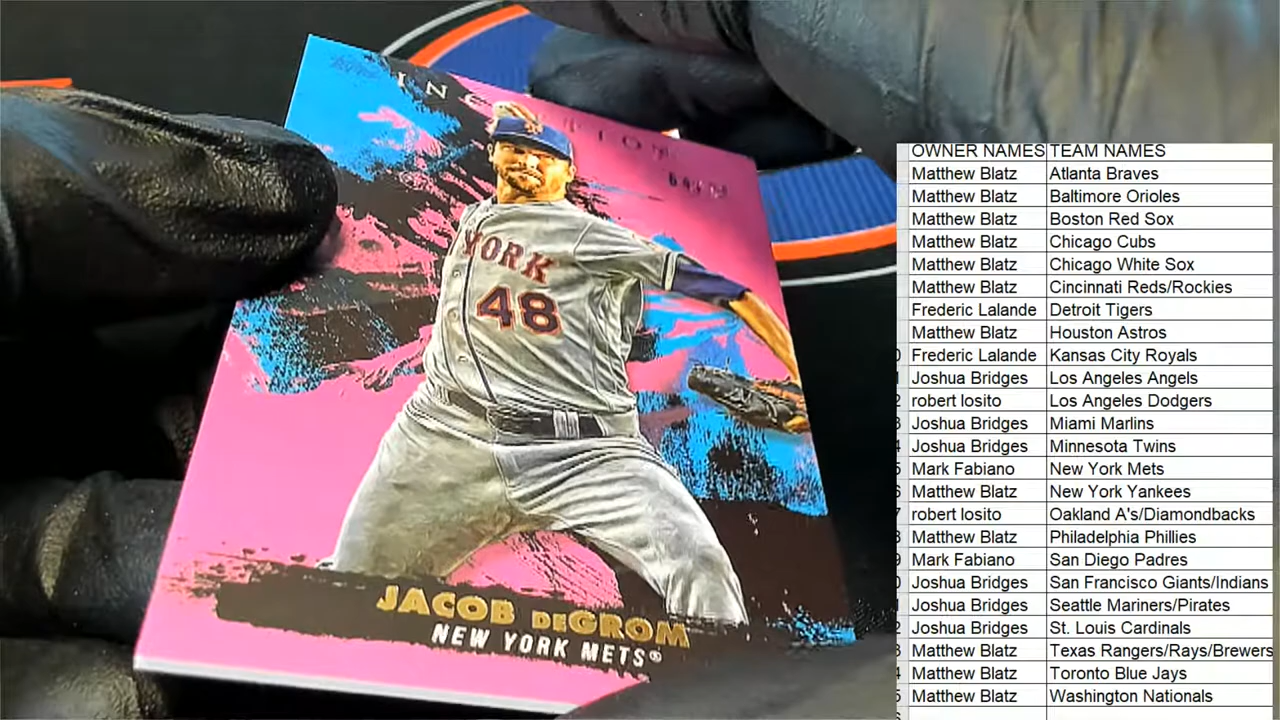 YORK
48
JACOB DEGROM
NEW YORK METS®
OWNER NAMES TEAM NAMES
Matthew Blatz Atlanta Braves
Matthew Blatz Baltimore Orioles
Matthew Blatz Boston Red Sox
Matthew Blatz Chicago Cubs
Matthew Blatz Chicago White Sox
Matthew Blatz Cincinnati Reds/Rockies
Frederic Lalande Detroit Tigers
Matthew Blatz Houston Astros
Frederic Lalande Kansas City Royals
Joshua Bridges Los Angeles Angels
robert losito Los Angeles Dodgers
Joshua Bridges Miami Marlins
Joshua Bridges Minnesota Twins
Mark Fabiano New York Mets
Matthew Blatz New York Yankees
robert losito Oakland A's/Diamondbacks
Matthew Blatz Philadelphia Phillies
Mark Fabiano San Diego Padres
Joshua Bridges San Francisco Giants/Indians
Joshua Bridges Seattle Mariners/Pirates
Joshua Bridges St. Louis Cardinals
Matthew Blatz Texas Rangers/Rays/Brewers
Matthew Blatz Toronto Blue Jays
Matthew Blatz Washington Nationals